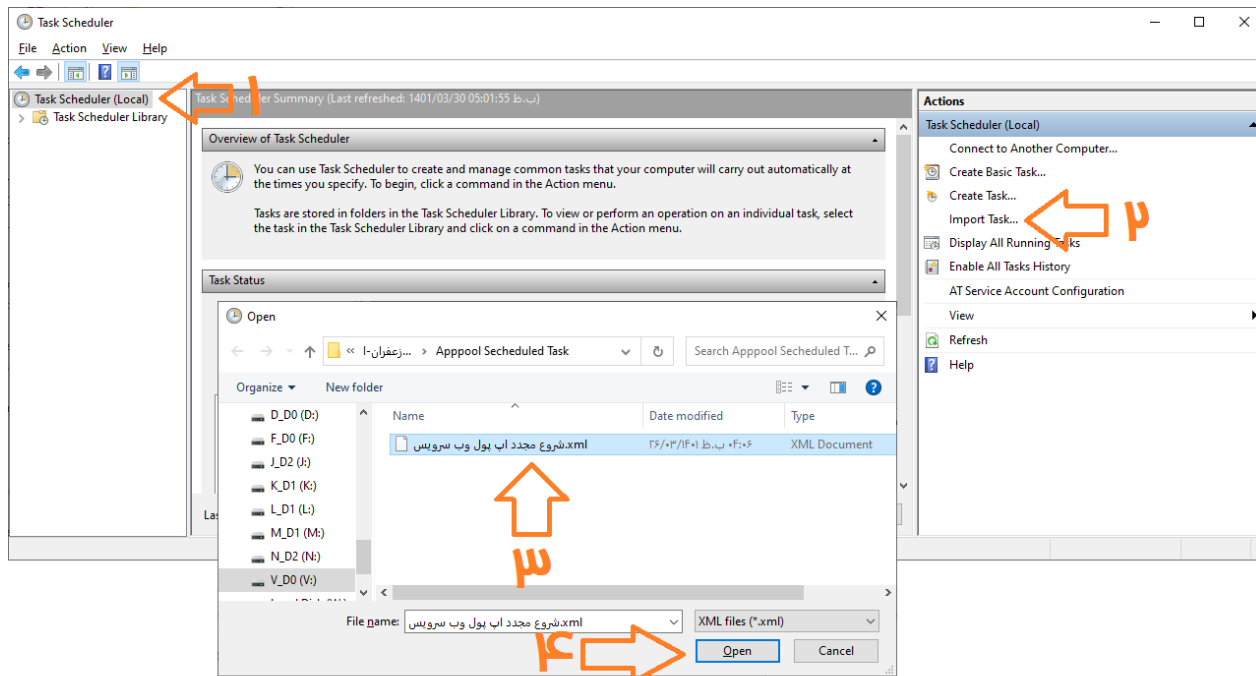 Task Scheduler
File Action View Help
Task Scheduler (Local)
Task Scheduler Library
۱
Task Scheduler Summary (Last refreshed: 1401/03/30 05:01:55 ب.ظ)
Overview of Task Scheduler
You can use Task Scheduler to create and manage common tasks that your computer will carry out automatically at
the times you specify. To begin, click a command in the Action menu.
Tasks are stored in folders in the Task Scheduler Library. To view or perform an operation on an individual task, select
the task in the Task Scheduler Library and click on a command in the Action menu.
Task Status
Actions
Task Scheduler (Local)
Connect to Another Computer...
Create Basic Task...
Create Task...
Import Task...
۲
Display All Running Tasks
Enable All Tasks History
AT Service Account Configuration
View
Refresh
Help
Open
« زعفران-ا... › Apppool Secheduled Task
Search Apppool Secheduled T...
Organize New folder
Name Date modified Type
D_D0 (D:)
F_D0 (F:)
J_D2 (J:)
K_D1 (K:)
L_D1 (L:)
M_D1 (M:)
N_D2 (N:)
V_D0 (V:)
شروع مجدد اپ پول وب سرویس.xml ۲۶/۰۳/۱۴۰۱ ۰۴:۰۶ ب.ظ XML Document
۳
File name: شروع مجدد اپ پول وب سرویس.xml XML files (*.xml)
۴
Open Cancel